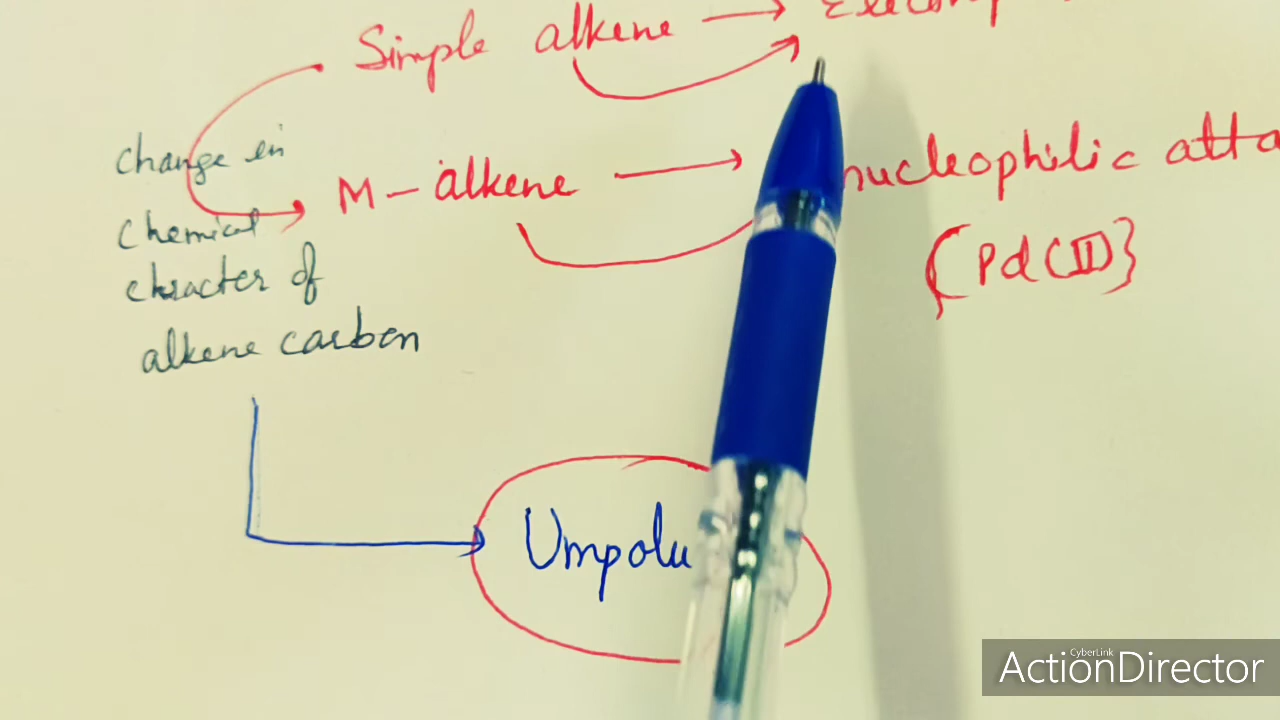 Simple alkene →
M - alkene → nucleophilic atta
{Pd(II)}
Change in
Chemical
chracter of
alkene carbon
Umpolu
CyberLink
ActionDirector